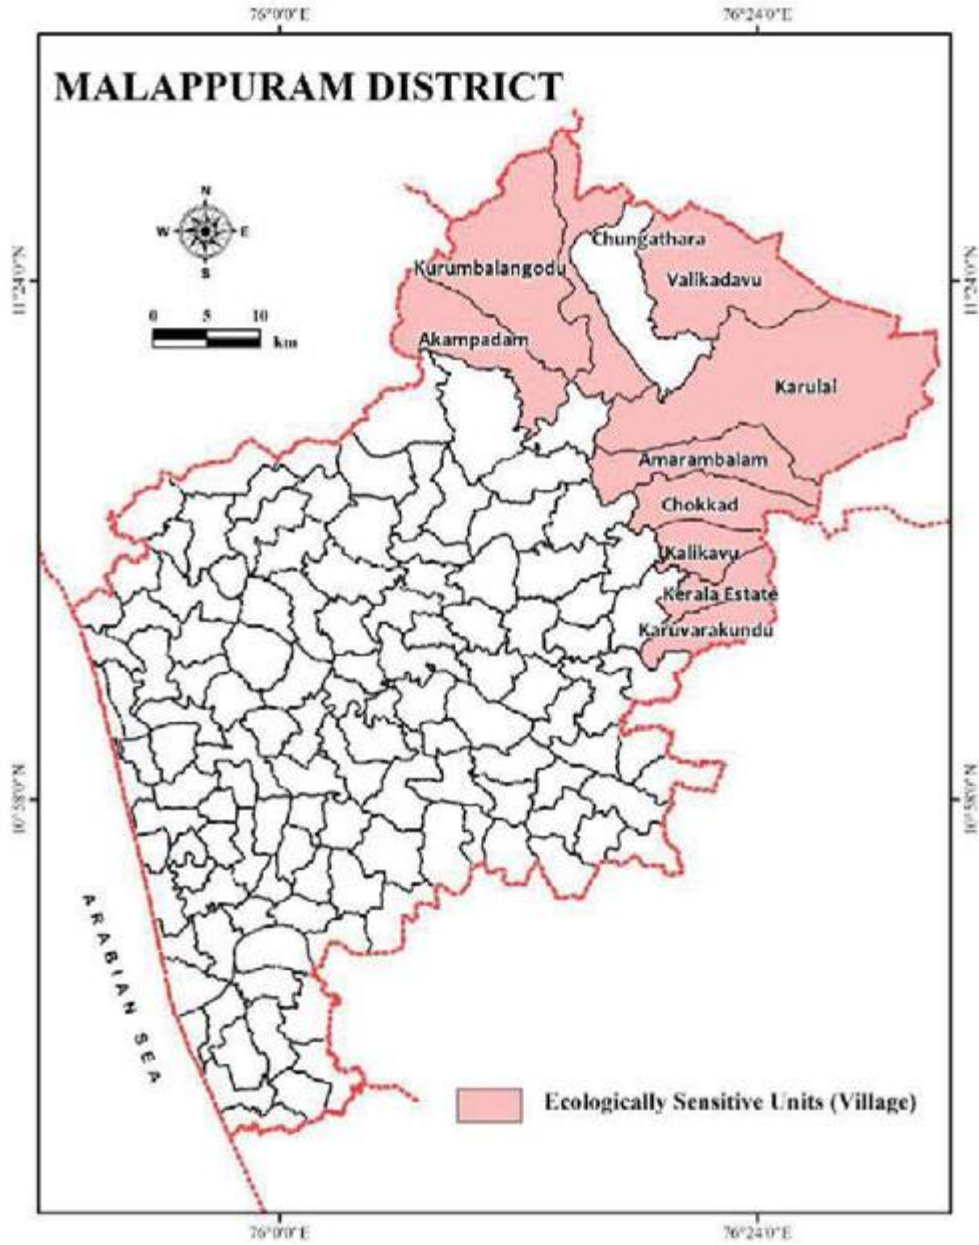 76°0'0"E 76°24'0"E
MALAPPURAM DISTRICT
N
W E
S
0 5 10
km
11°24'0"N 11°24'0"N
Chungathara
Kurumbalangodu
Valikadavu
Akampadam
Karulai
Amarambalam
Chokkad
Kalikavu
Kerala Estate
Karuvarakundu
10°58'0"N 10°58'0"N
ARABIAN SEA
Ecologically Sensitive Units (Village)
76°0'0"E 76°24'0"E